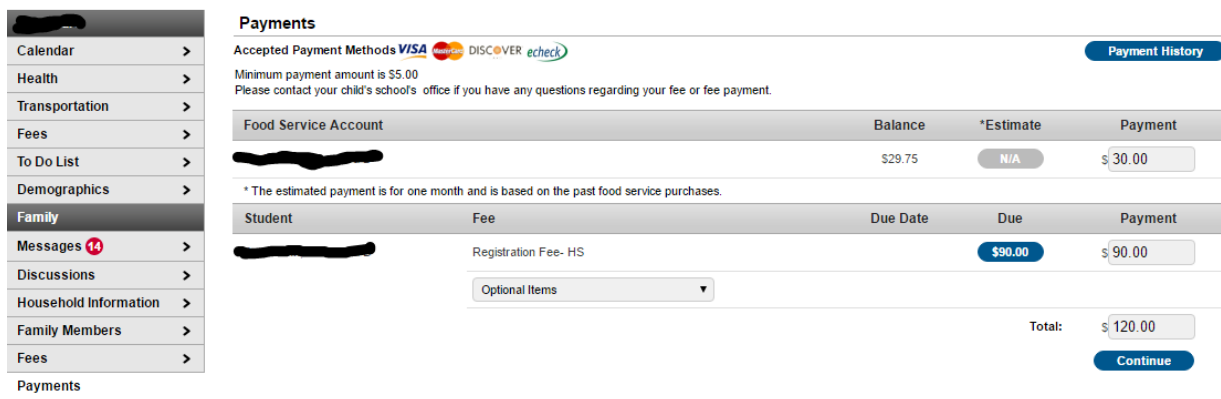 Payments
Calendar
Accepted Payment Methods VISA MasterCard DISCOVER echeck
Payment History
Health
Minimum payment amount is $5.00
Please contact your child's school's office if you have any questions regarding your fee or fee payment.
Transportation
Fees
Food Service Account Balance *Estimate Payment
To Do List
$29.75 N/A $ 30.00
Demographics
* The estimated payment is for one month and is based on the past food service purchases.
Family
Student Fee Due Date Due Payment
Messages 14
Registration Fee- HS $90.00 $ 90.00
Discussions
Optional Items
Household Information
Family Members
Total: $ 120.00
Fees
Continue
Payments